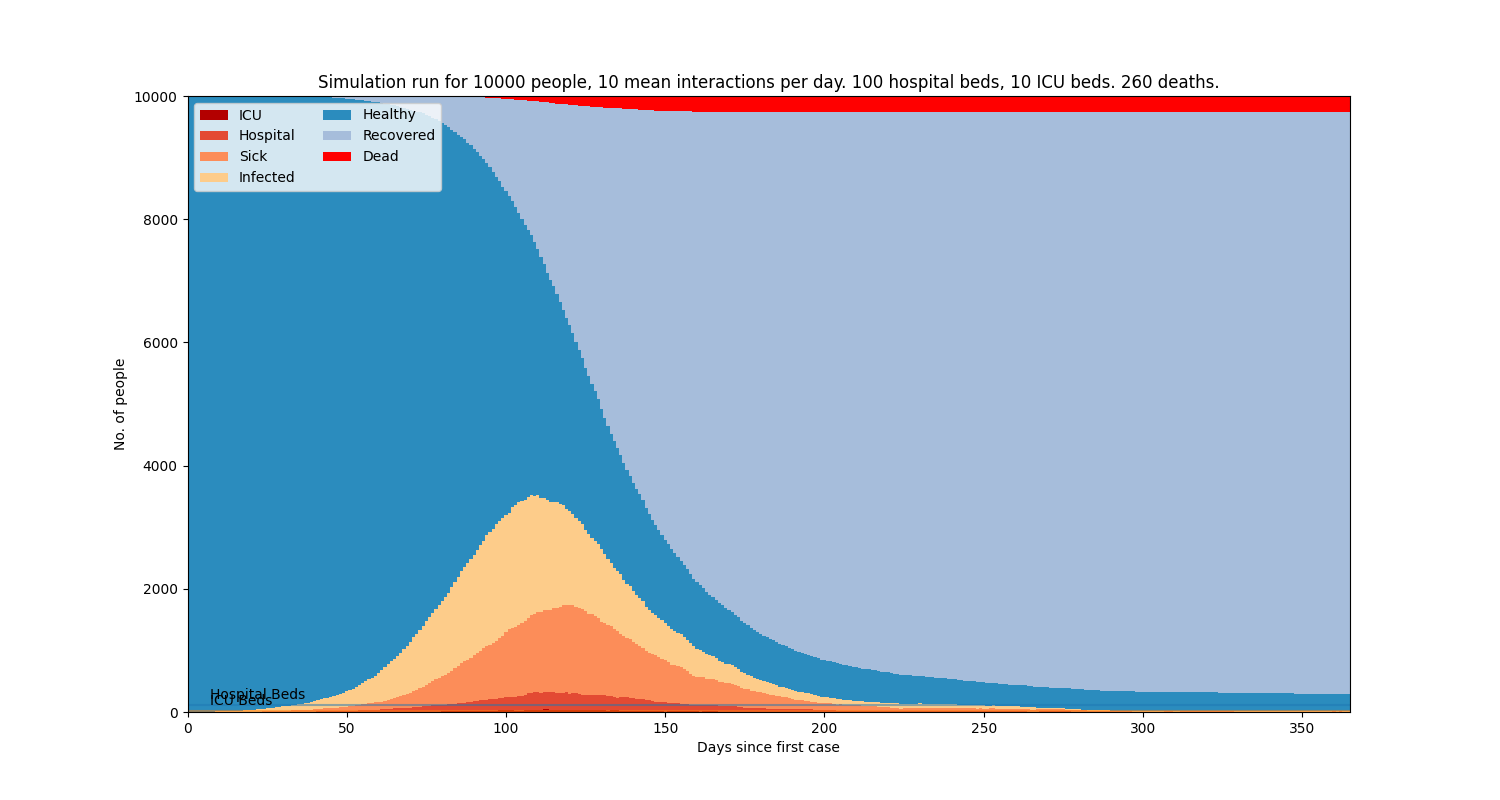 Simulation run for 10000 people, 10 mean interactions per day. 100 hospital beds, 10 ICU beds. 260 deaths.
10000
8000
6000
4000
2000
0
No. of people
ICU
Hospital
Sick
Infected
Healthy
Recovered
Dead
Hospital Beds
ICU Beds
0 50 100 150 200 250 300 350
Days since first case